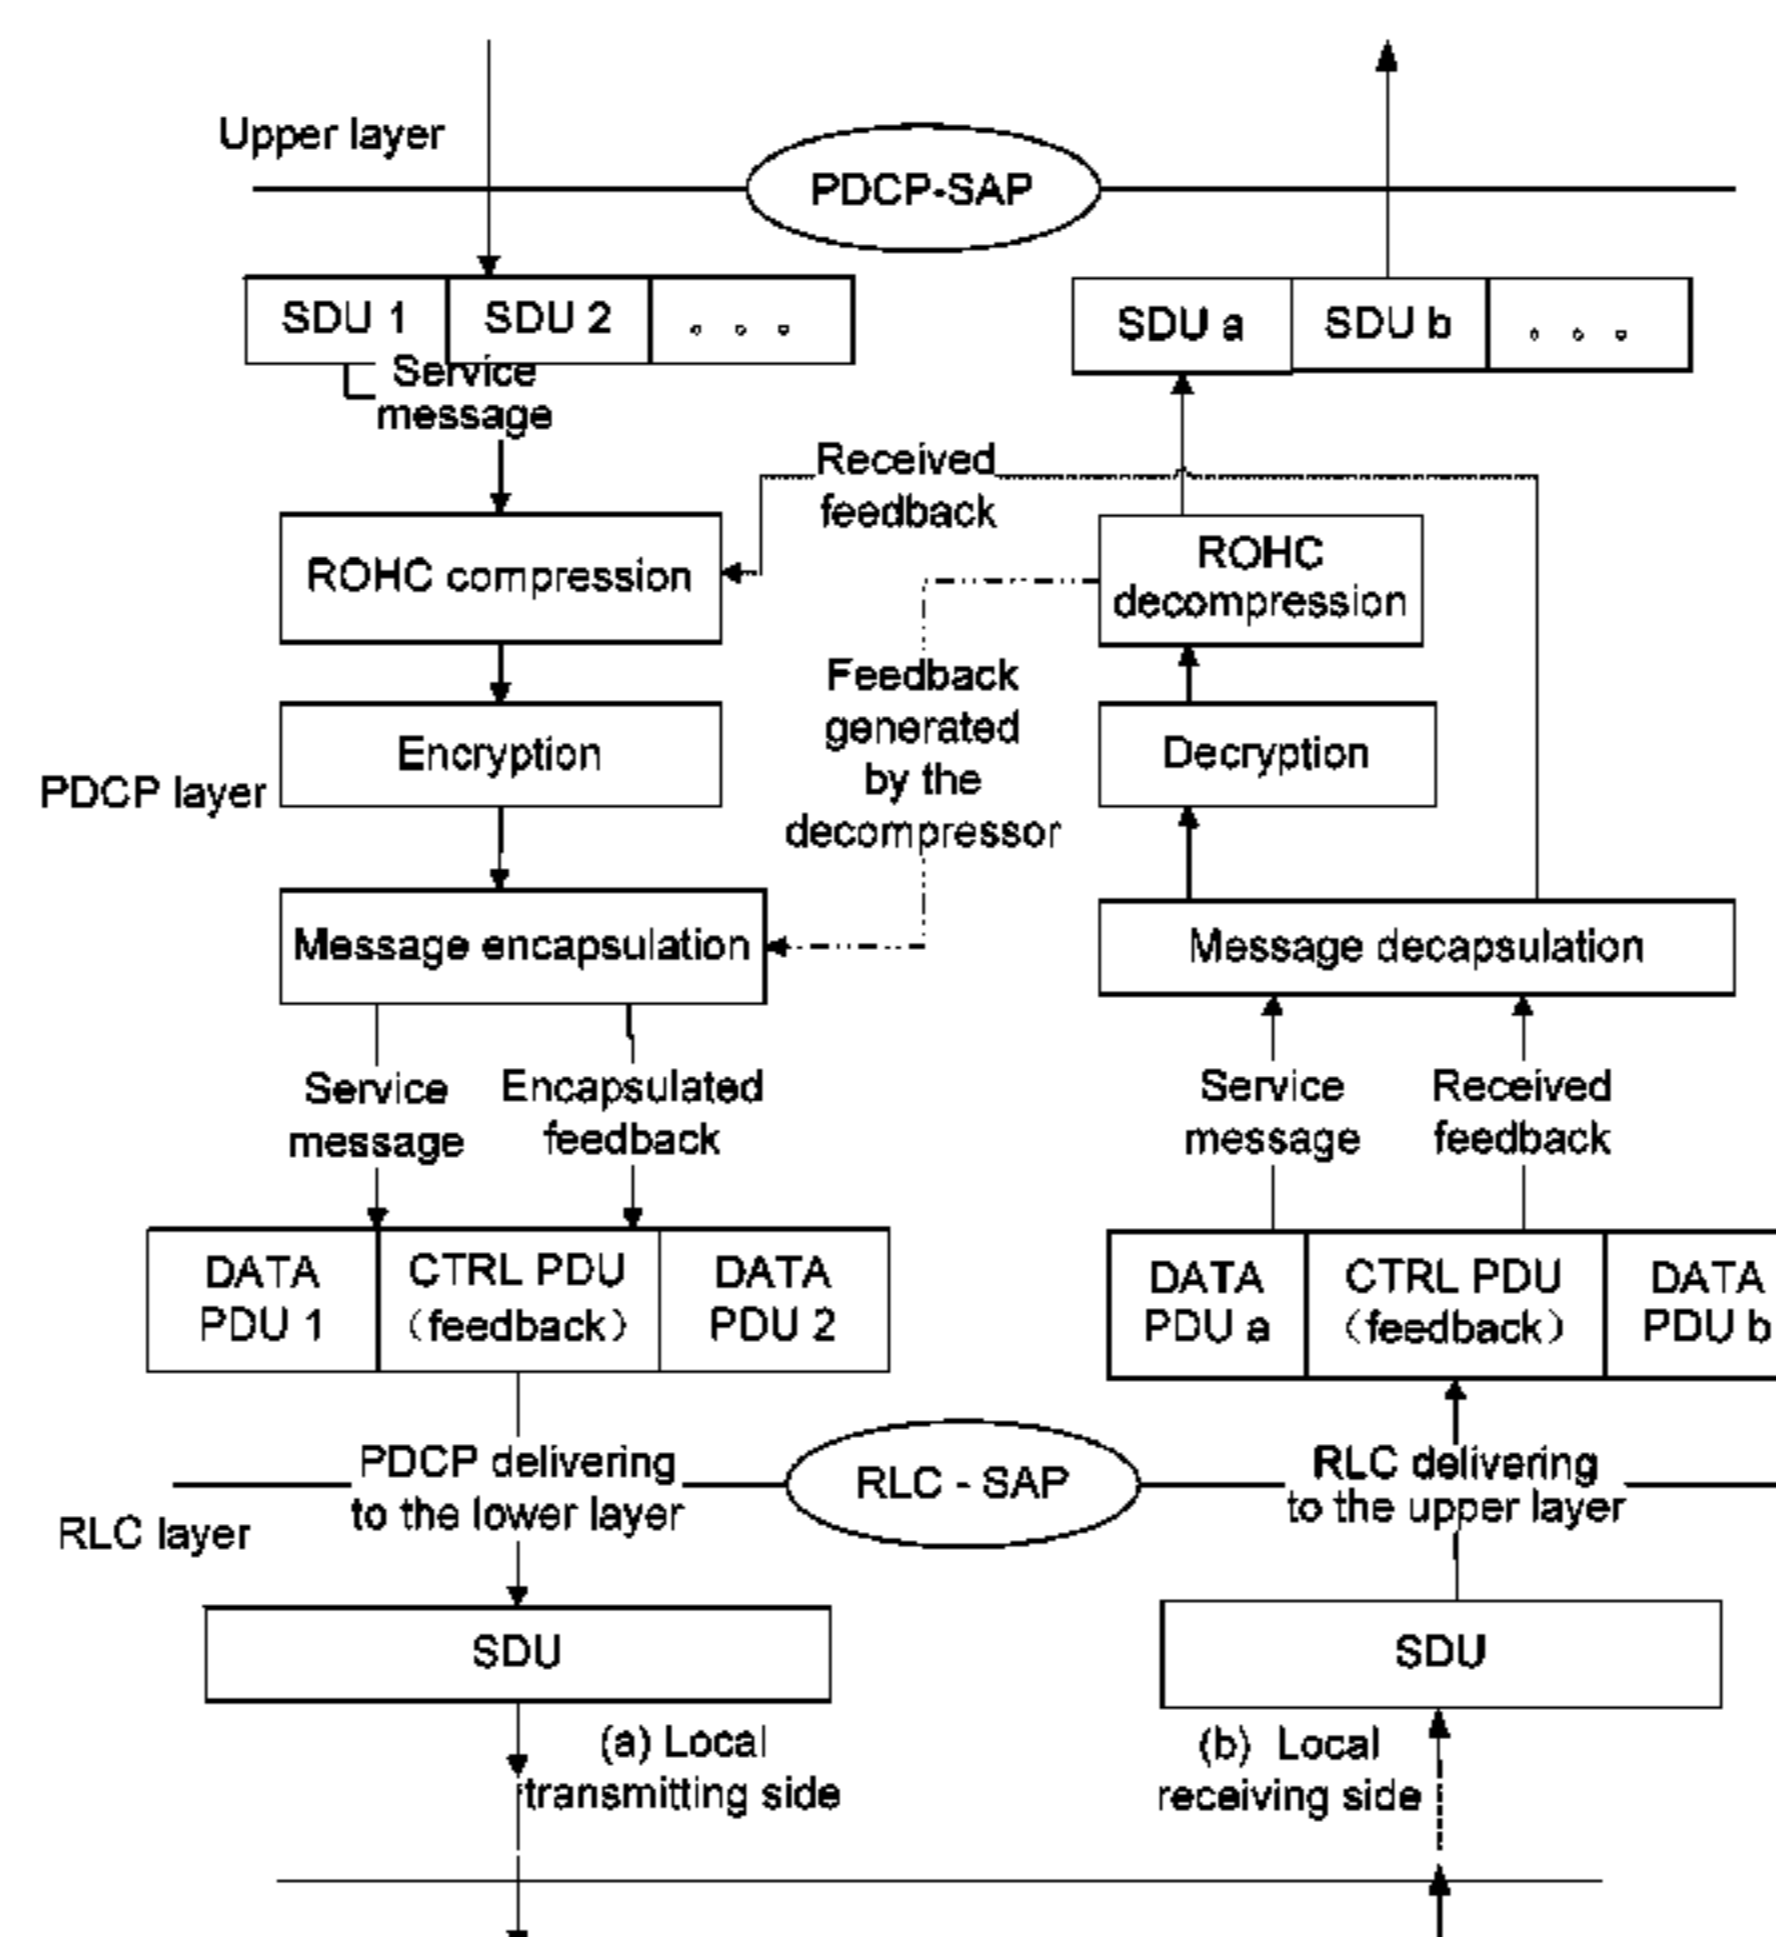 Upper layer
PDCP-SAP
SDU 1
SDU 2
. . .
SDU a
SDU b
. . .
Service
message
Received
feedback
ROHC compression
ROHC
decompression
Feedback
generated
by the
decompressor
Encryption
Decryption
PDCP layer
Message encapsulation
Message decapsulation
Service
message
Encapsulated
feedback
Service
message
Received
feedback
DATA
PDU 1
CTRL PDU
(feedback)
DATA
PDU 2
DATA
PDU a
CTRL PDU
(feedback)
DATA
PDU b
PDCP delivering
to the lower layer
RLC - SAP
RLC delivering
to the upper layer
RLC layer
SDU
SDU
(a) Local
transmitting side
(b) Local
receiving side